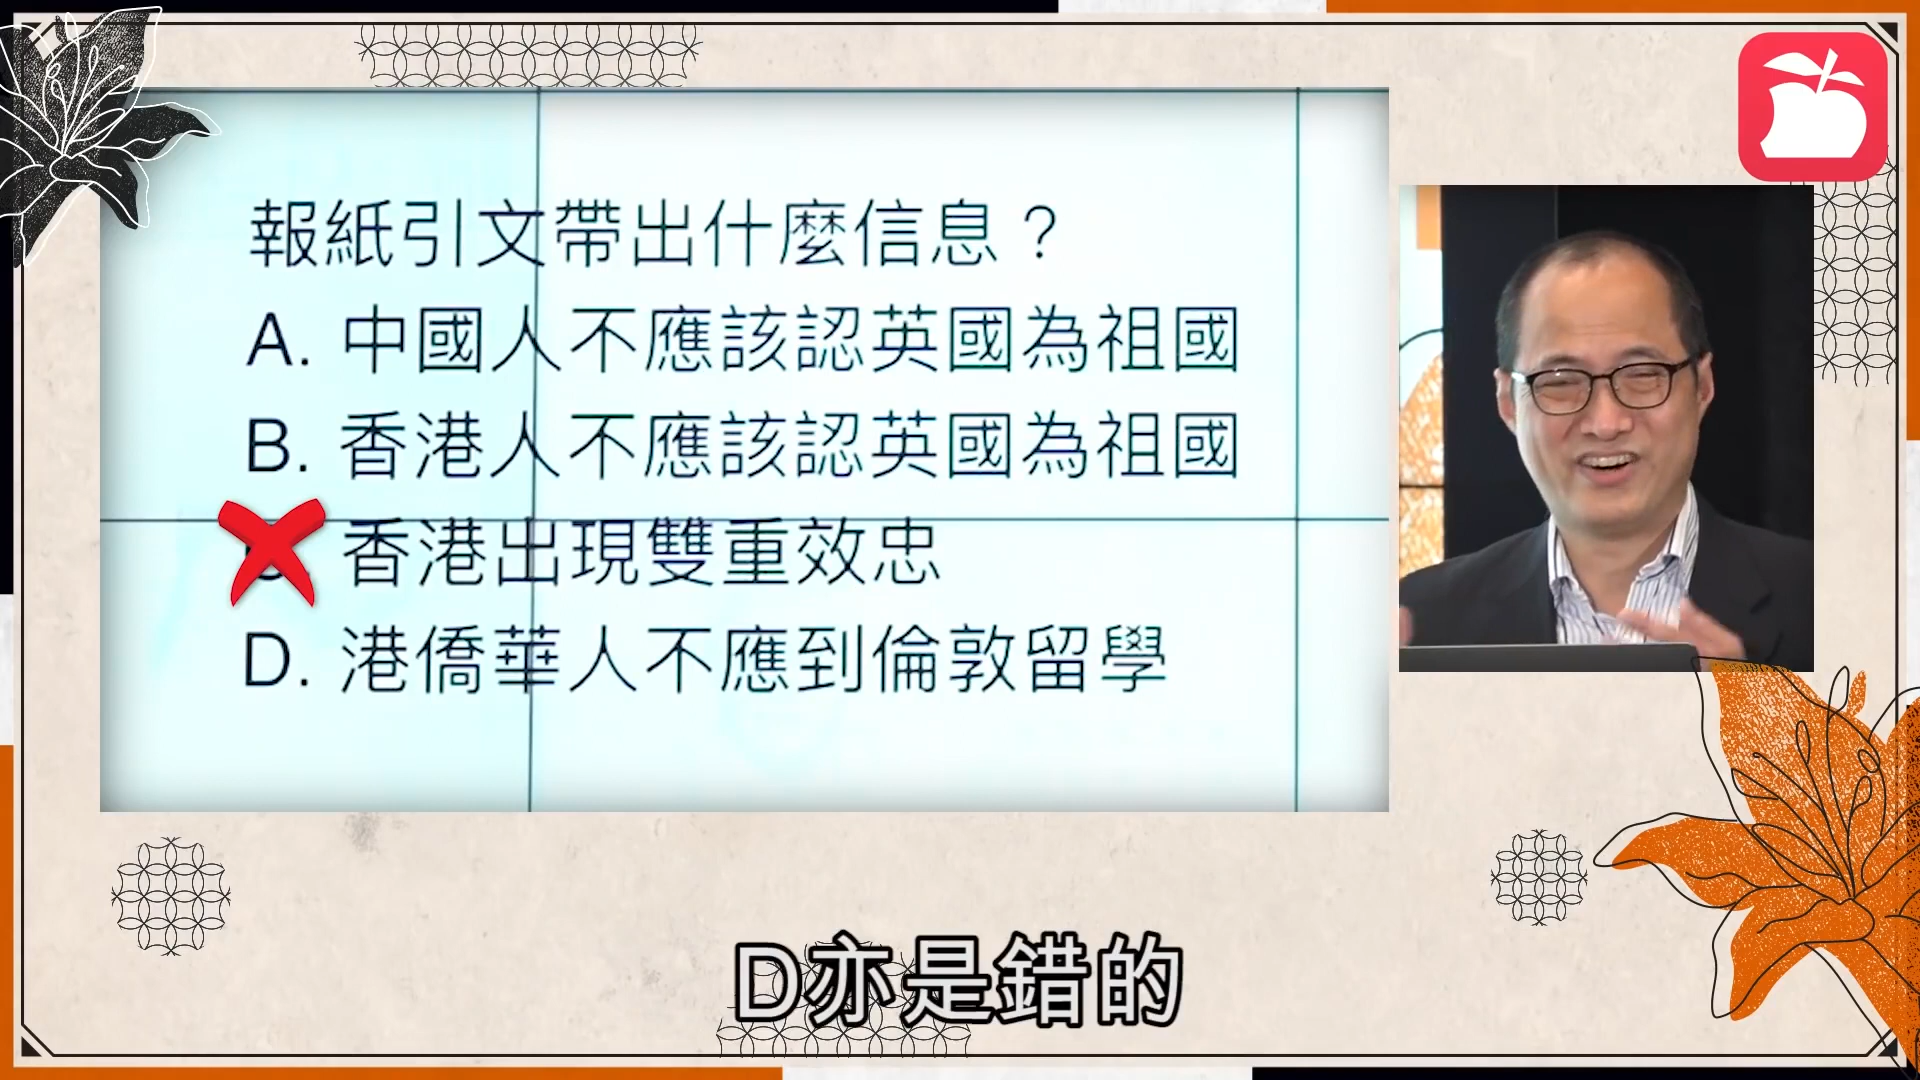 報紙引文帶出什麼信息？
A. 中國人不應該認英國為祖國
B. 香港人不應該認英國為祖國
香港出現雙重效忠
D. 港僑華人不應到倫敦留學
D亦是錯的